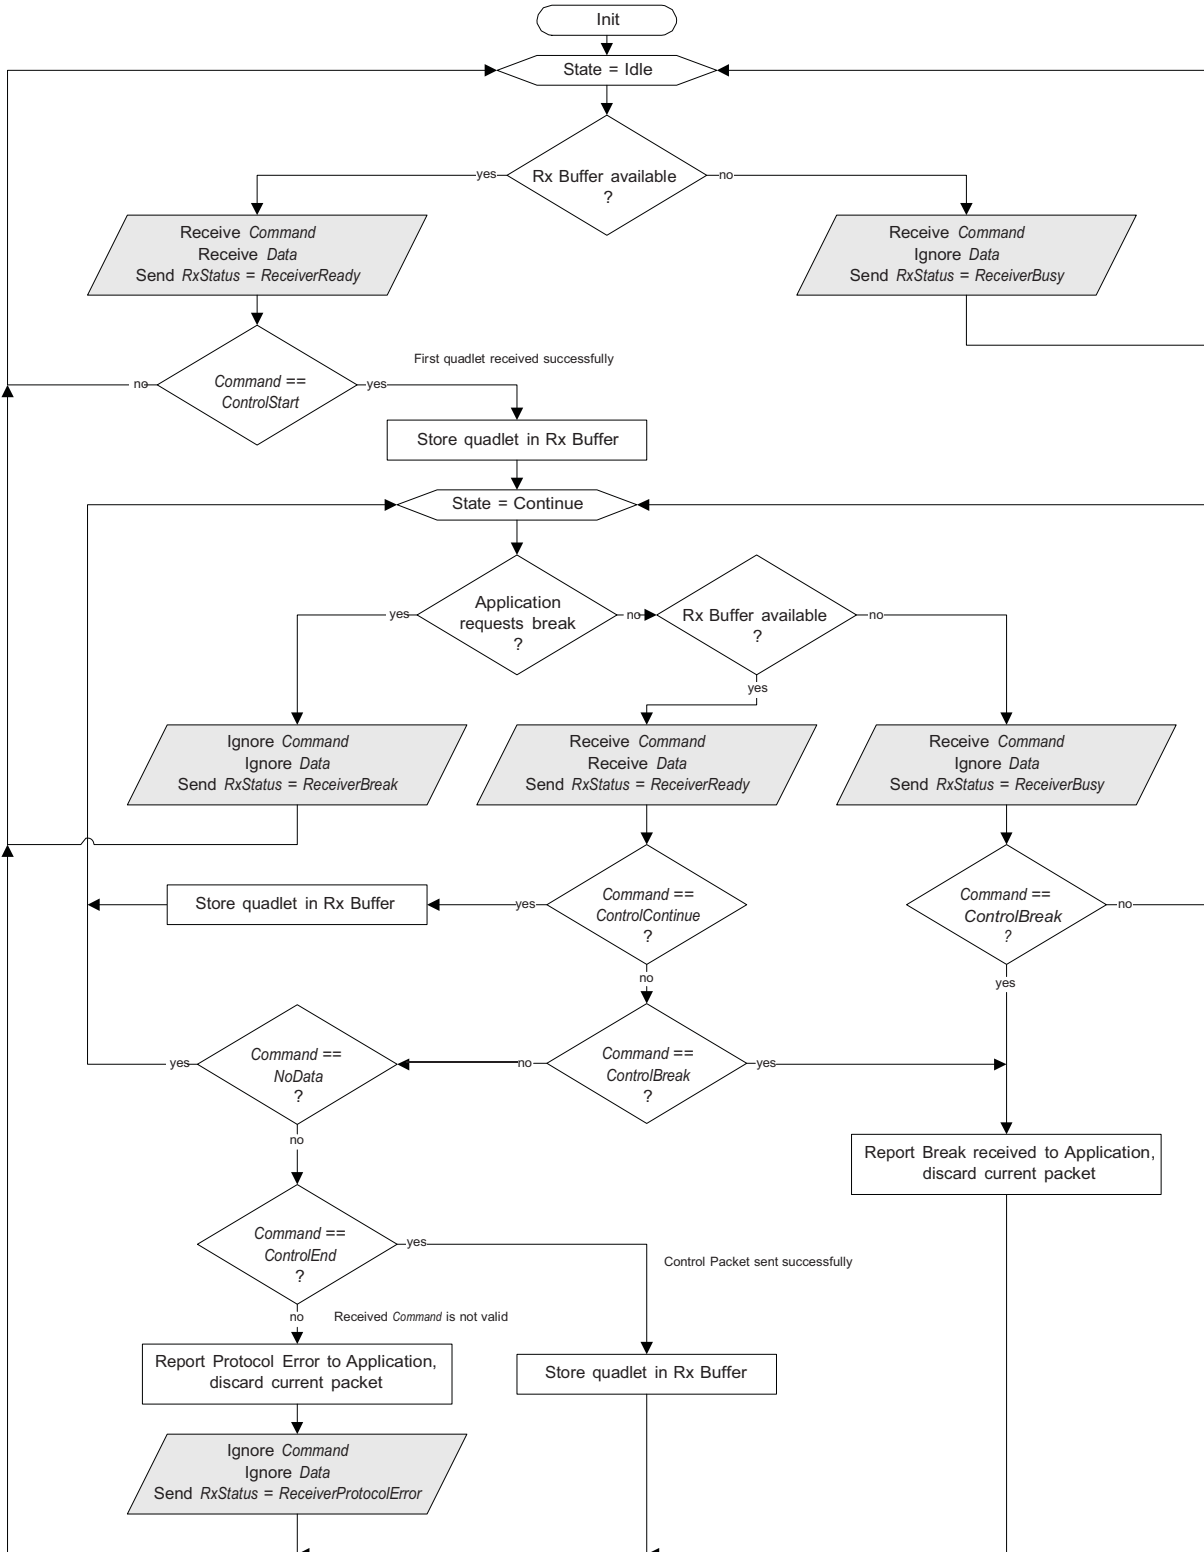 Init
State = Idle
Rx Buffer available
?
yes
no
Receive Command
Receive Data
Send RxStatus = ReceiverReady
Receive Command
Ignore Data
Send RxStatus = ReceiverBusy
First quadlet received successfully
Command ==
ControlStart
no
yes
Store quadlet in Rx Buffer
State = Continue
Application
requests break
?
yes
no
Rx Buffer available
?
no
yes
Ignore Command
Ignore Data
Send RxStatus = ReceiverBreak
Receive Command
Receive Data
Send RxStatus = ReceiverReady
Receive Command
Ignore Data
Send RxStatus = ReceiverBusy
Store quadlet in Rx Buffer
yes
Command ==
ControlContinue
?
no
Command ==
ControlBreak
?
no
yes
yes
Command ==
NoData
?
no
no
Command ==
ControlBreak
?
yes
Report Break received to Application,
discard current packet
Command ==
ControlEnd
?
yes
Control Packet sent successfully
no
Received Command is not valid
Report Protocol Error to Application,
discard current packet
Store quadlet in Rx Buffer
Ignore Command
Ignore Data
Send RxStatus = ReceiverProtocolError